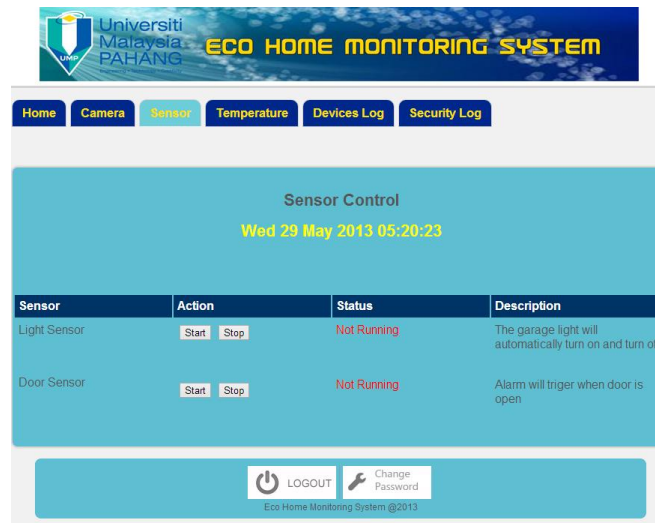 Universiti
Malaysia
PAHANG
UMP
ECO HOME MONITORING SYSTEM
Home Camera Sensor Temperature Devices Log Security Log
Sensor Control
Wed 29 May 2013 05:20:23
Sensor Action Status Description
Light Sensor Start Stop Not Running The garage light will
automatically turn on and turn of
Door Sensor Start Stop Not Running Alarm will triger when door is
open
LOGOUT Change
Password
Eco Home Monitoring System @2013